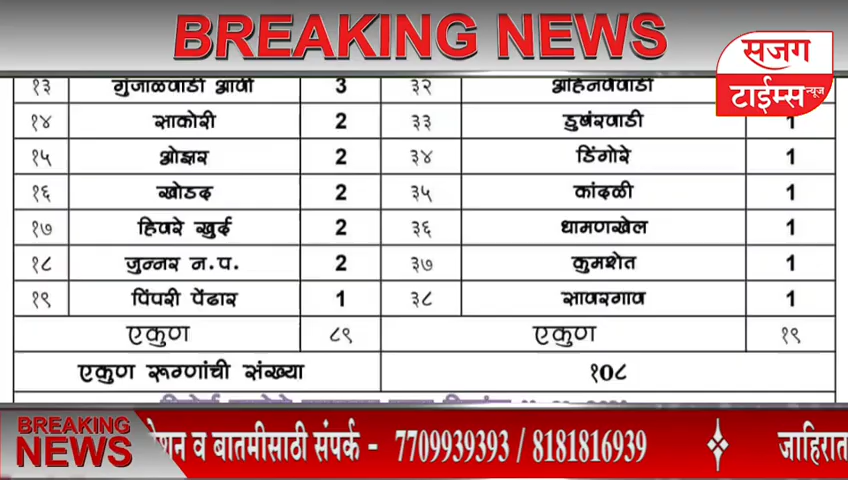 BREAKING NEWS
सजग
टाईम्स न्यूज
१३ गुंजाळवाडी आर्वी 3 ३२ अहिनवेवाडी
१४ साकोरी 2 ३३ डुंबरवाडी 1
१५ ओझर 2 ३४ डिंगोरे 1
१६ खोडद 2 ३५ कांदळी 1
१७ हिवरे खुर्द 2 ३६ धामणखेल 1
१८ जुन्नर न.प. 2 ३७ कुमशेत 1
१९ पिंपरी पेंढार 1 ३८ सावरगाव 1
एकुण ८९ एकुण १९
एकुण रूग्णांची संख्या १०८
BREAKING
NEWS
शन व बातमीसाठी संपर्क - 7709939393 / 8181816939 जाहिरात